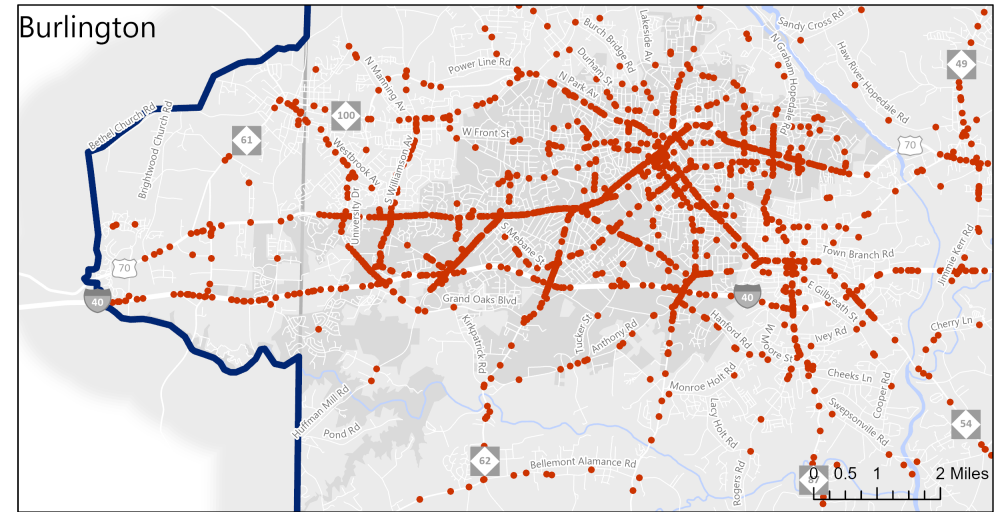 Burlington
Sandy Cross Rd
Lakeside Av
Burch Bridge Rd
Haw River Hopedale Rd
N Graham Hopedale Rd
49
Durham St
Power Line Rd
N Manning Av
N Park Av
Bethel Church Rd
Brightwood Church Rd
100
61
W Front St
70
Westbrook Av
S Williamson Av
University Dr
S Mebane St
Jimmie Kerr Rd
Town Branch Rd
70
40
40
Grand Oaks Blvd
E Gilbreath St
Kirkpatrick Rd
Tucker St
Anthony Rd
Hanford Rd
W Moore St
Ivey Rd
Cherry Ln
Monroe Holt Rd
Cheeks Ln
Cooper Rd
Huffman Mill Rd
Pond Rd
Lacy Holt Rd
Swepsonville Rd
54
62
Bellemont Alamance Rd
Rogers Rd
87
0 0.5 1 2 Miles